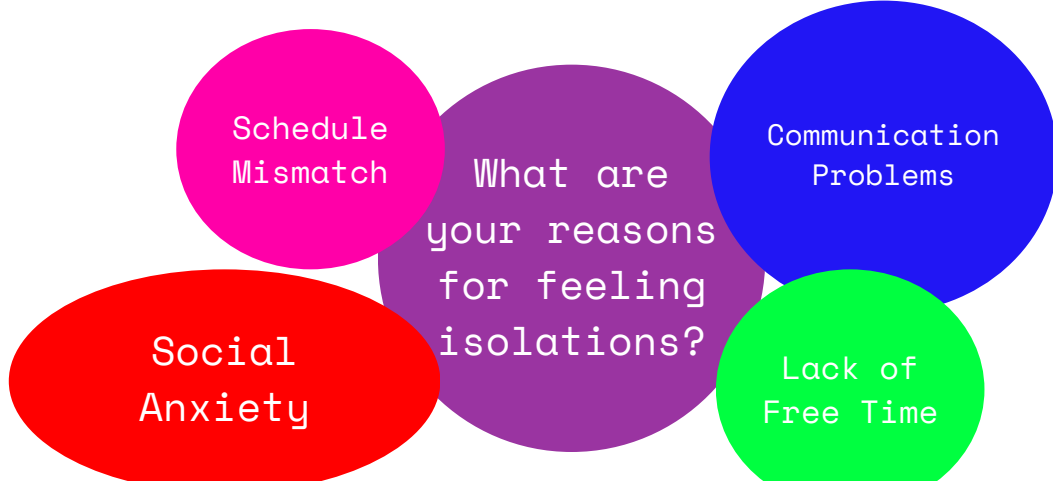 Schedule
Mismatch
What are
your reasons
for feeling
isolations?
Communication
Problems
Social
Anxiety
Lack of
Free Time